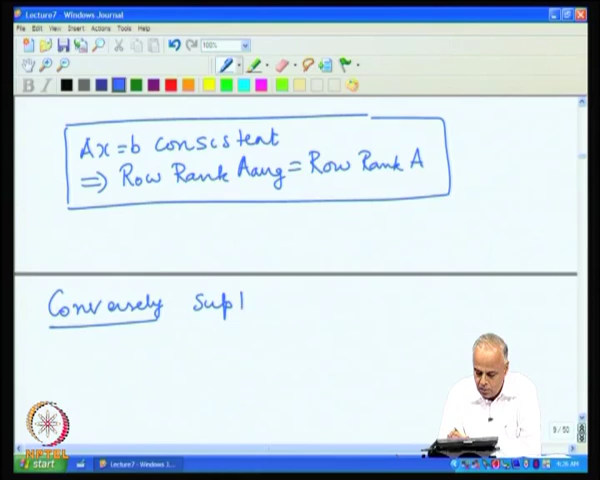 Lecture7 - Windows Journal
File Edit View Insert Actions Tools Help
100%
B I
Ax = b consistent
⇒ Row Rank Aaug = Row Rank A
Conversely Sup
NPTEL
9 / 50
start
Lecture7 - Windows J...